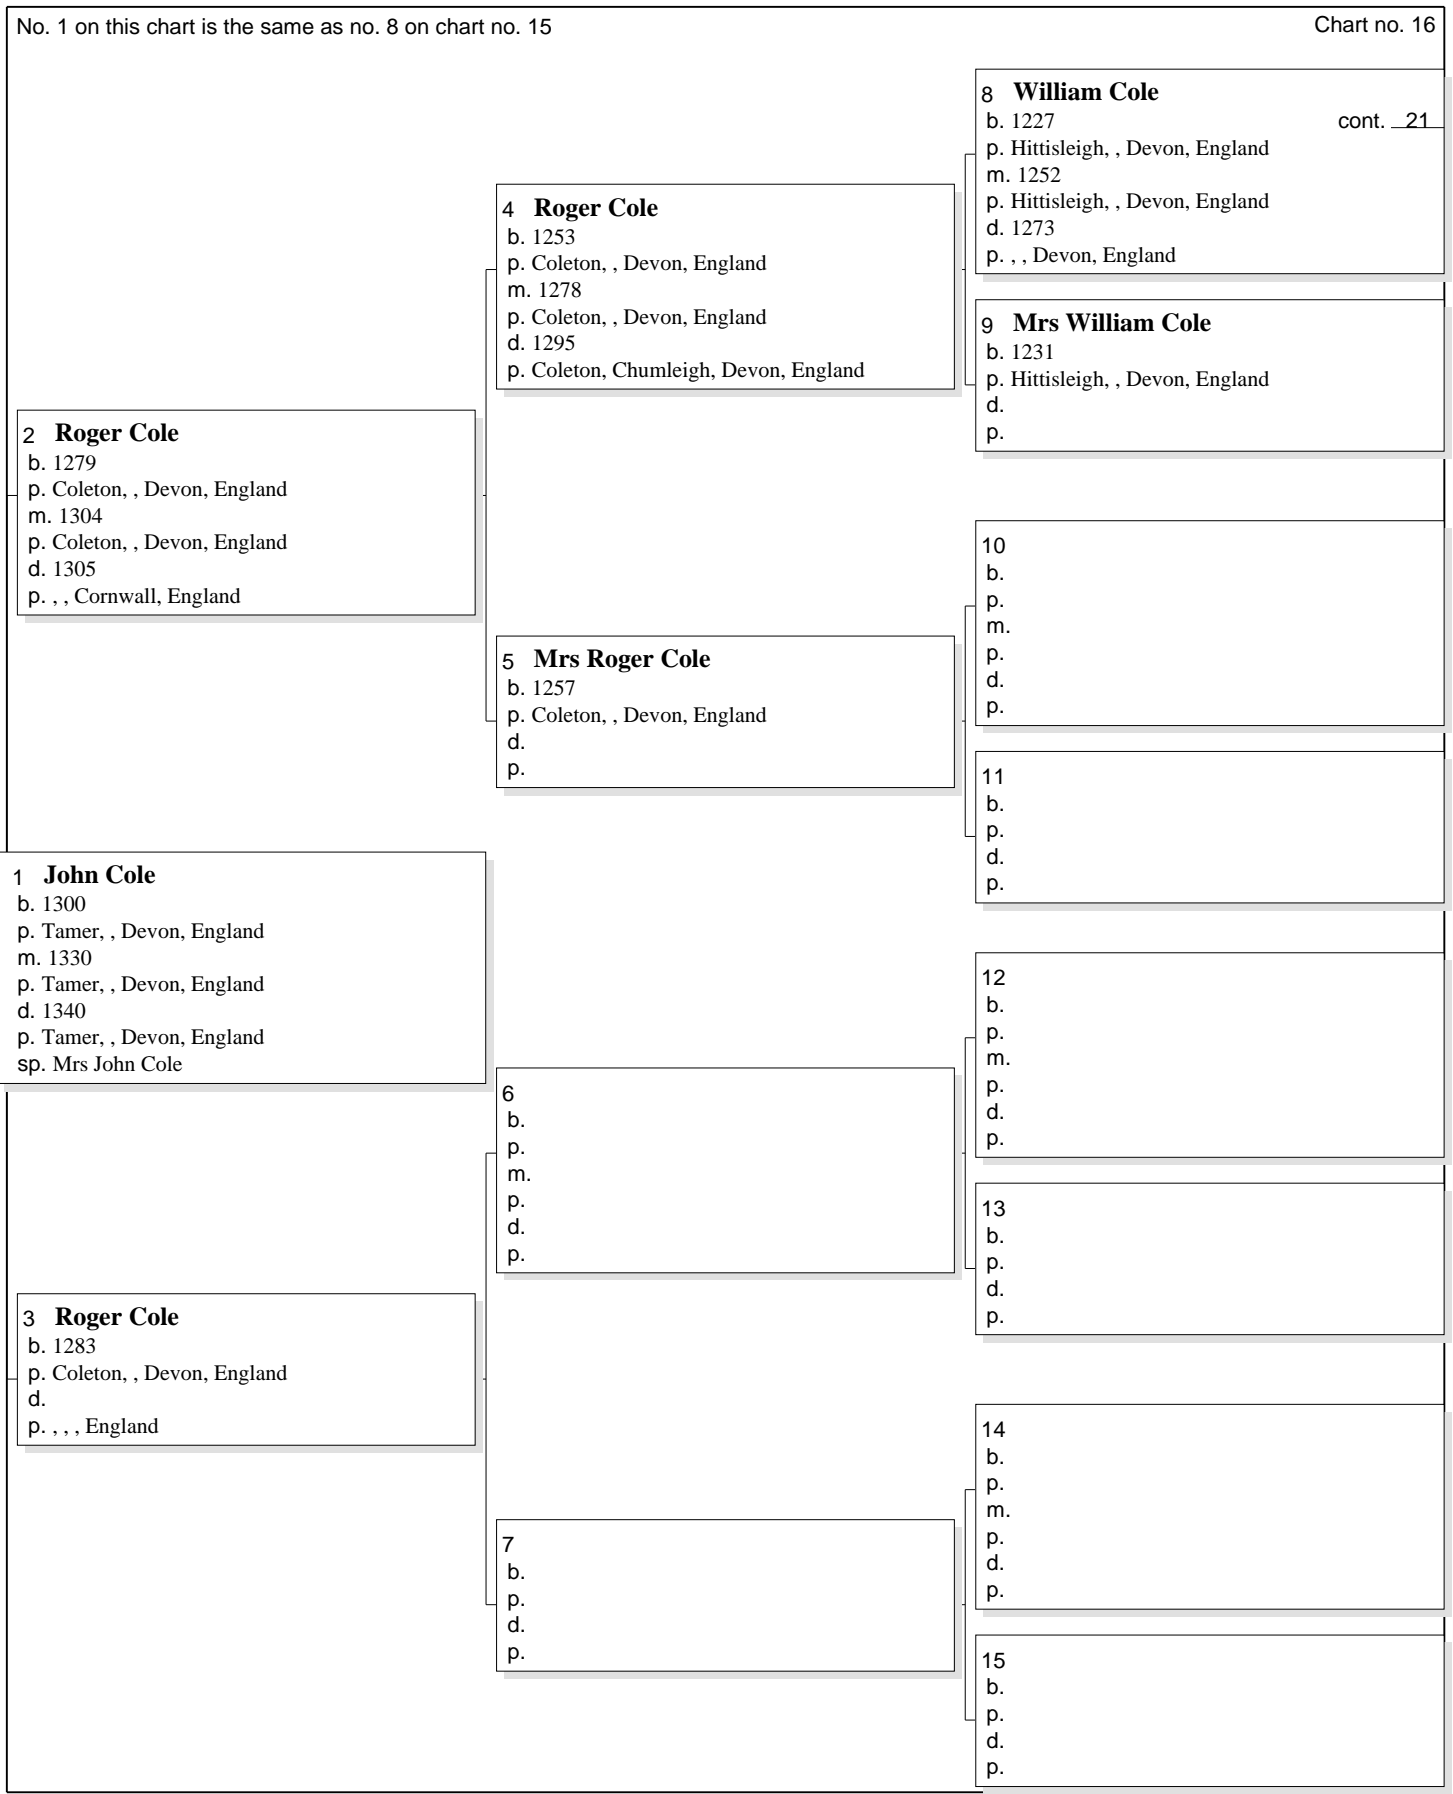 No. 1 on this chart is the same as no. 8 on chart no. 15
Chart no. 16
8 William Cole
b. 1227
cont. 21
p. Hittisleigh, , Devon, England
m. 1252
p. Hittisleigh, , Devon, England
d. 1273
p. , , Devon, England
4 Roger Cole
b. 1253
p. Coleton, , Devon, England
m. 1278
p. Coleton, , Devon, England
d. 1295
p. Coleton, Chumleigh, Devon, England
9 Mrs William Cole
b. 1231
p. Hittisleigh, , Devon, England
d.
p.
2 Roger Cole
b. 1279
p. Coleton, , Devon, England
m. 1304
p. Coleton, , Devon, England
d. 1305
p. , , Cornwall, England
10
b.
p.
m.
p.
d.
p.
5 Mrs Roger Cole
b. 1257
p. Coleton, , Devon, England
d.
p.
11
b.
p.
d.
p.
1 John Cole
b. 1300
p. Tamer, , Devon, England
m. 1330
p. Tamer, , Devon, England
d. 1340
p. Tamer, , Devon, England
sp. Mrs John Cole
12
b.
p.
m.
p.
d.
p.
6
b.
p.
m.
p.
d.
p.
13
b.
p.
d.
p.
3 Roger Cole
b. 1283
p. Coleton, , Devon, England
d.
p. , , , England
14
b.
p.
m.
p.
d.
p.
7
b.
p.
d.
p.
15
b.
p.
d.
p.